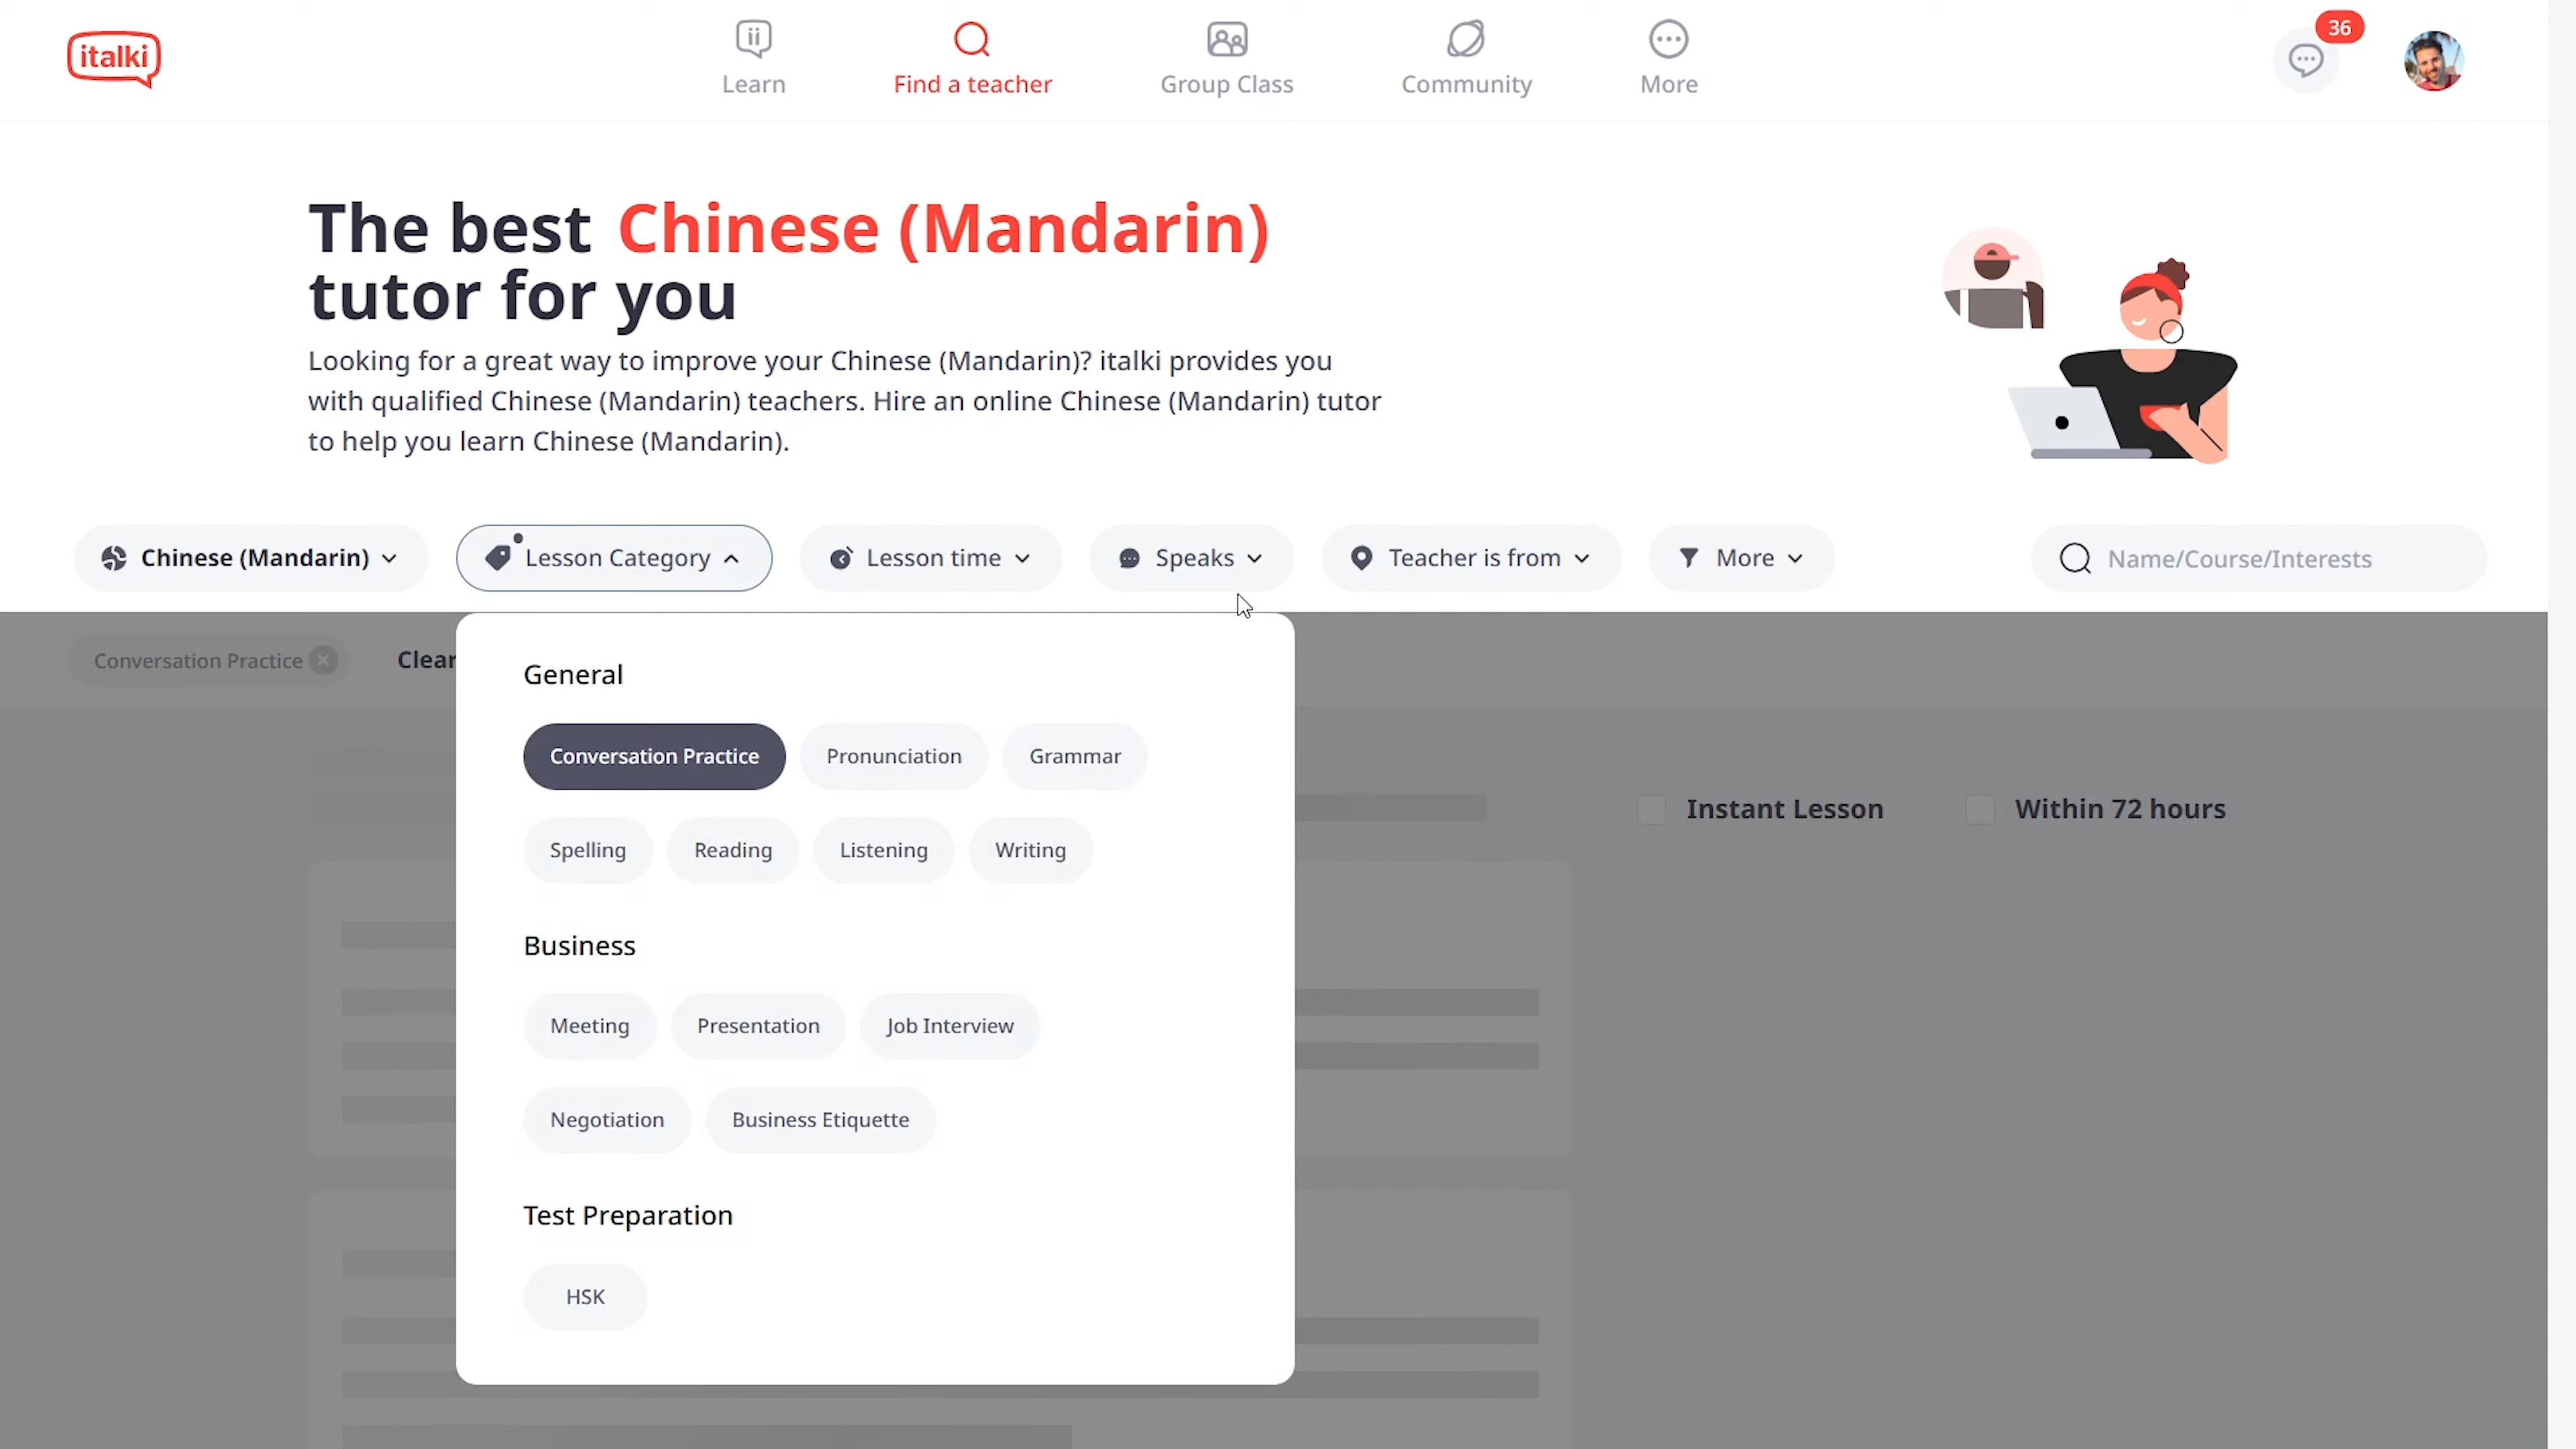 italki
ii
Learn
Find a teacher
Group Class
Community
More
36
The best Chinese (Mandarin)
tutor for you
Looking for a great way to improve your Chinese (Mandarin)? italki provides you
with qualified Chinese (Mandarin) teachers. Hire an online Chinese (Mandarin) tutor
to help you learn Chinese (Mandarin).
Chinese (Mandarin)
Lesson Category
Lesson time
Speaks
Teacher is from
More
Name/Course/Interests
Conversation Practice
Clear
General
Conversation Practice
Pronunciation
Grammar
Spelling
Reading
Listening
Writing
Instant Lesson
Within 72 hours
Business
Meeting
Presentation
Job Interview
Negotiation
Business Etiquette
Test Preparation
HSK